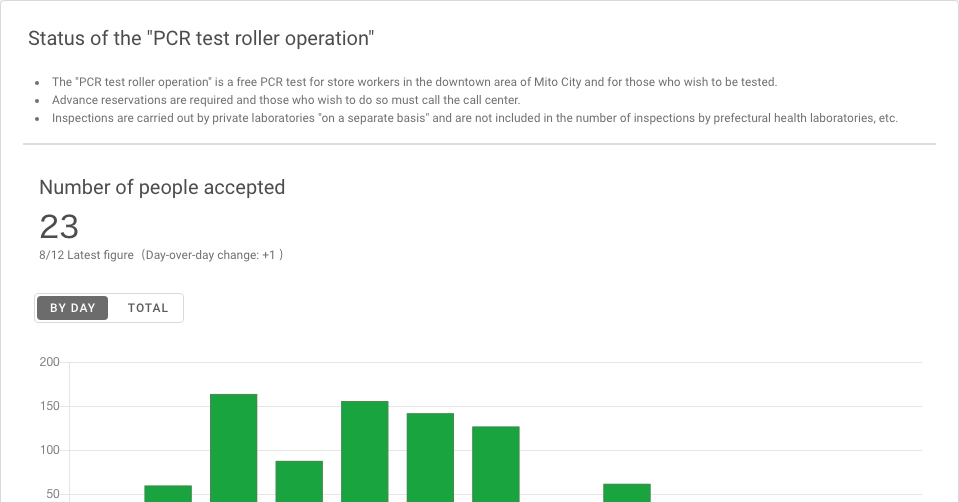 Status of the "PCR test roller operation"
The "PCR test roller operation" is a free PCR test for store workers in the downtown area of Mito City and for those who wish to be tested.
Advance reservations are required and those who wish to do so must call the call center.
Inspections are carried out by private laboratories "on a separate basis" and are not included in the number of inspections by prefectural health laboratories, etc.
Number of people accepted
23
8/12 Latest figure（Day-over-day change: +1 ）
BY DAY TOTAL
200
150
100
50